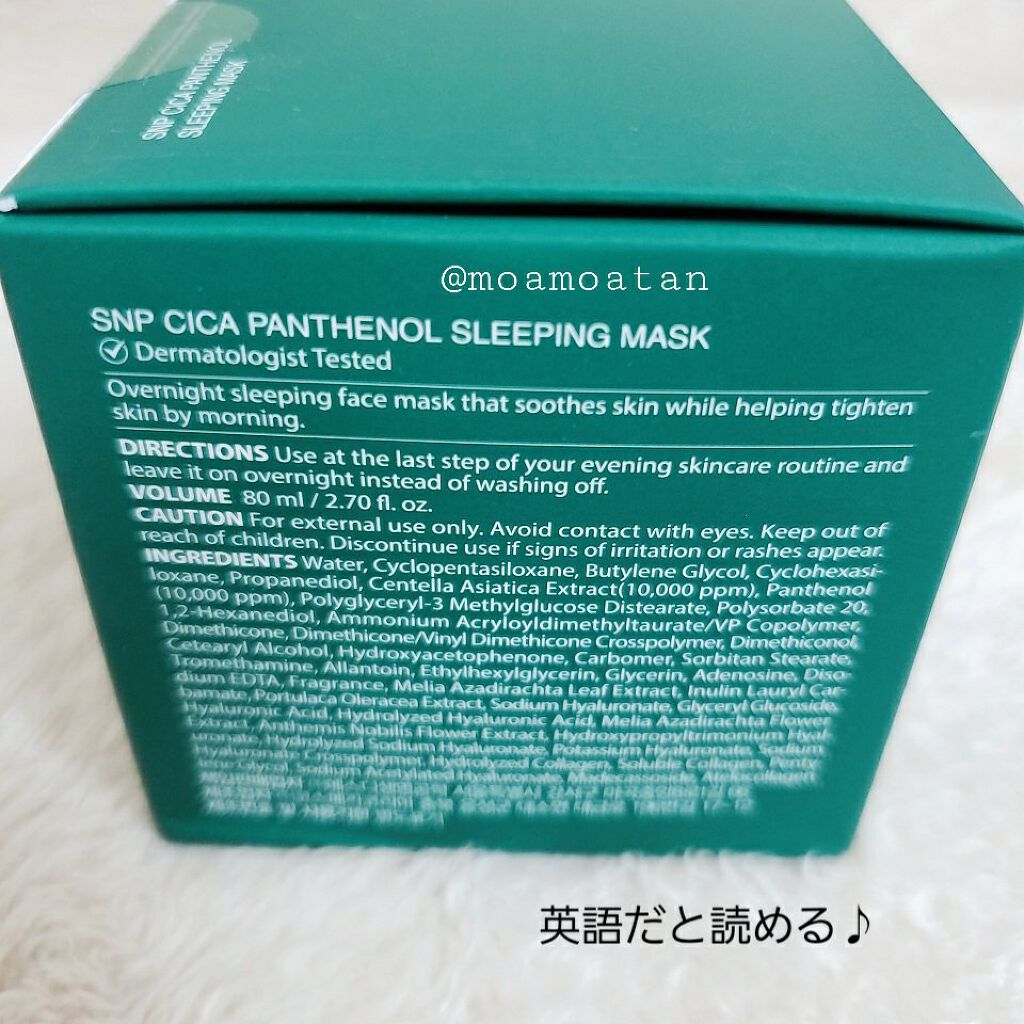 SNP CICA PANTHENOL
SLEEPING MASK
@moamoatan
SNP CICA PANTHENOL SLEEPING MASK
Dermatologist Tested
Overnight sleeping face mask that soothes skin while helping tighten
skin by morning.
DIRECTIONS Use at the last step of your evening skincare routine and
leave it on overnight instead of washing off.
VOLUME 80 ml / 2.70 fl. oz.
CAUTION For external use only. Avoid contact with eyes. Keep out of
reach of children. Discontinue use if signs of irritation or rashes appear.
INGREDIENTS Water, Cyclopentasiloxane, Butylene Glycol, Cyclohexasi-
loxane, Propanediol, Centella Asiatica Extract(10,000 ppm), Panthenol
(10,000 ppm), Polyglyceryl-3 Methylglucose Distearate, Polysorbate 20,
1,2-Hexanediol, Ammonium Acryloyldimethyltaurate/VP Copolymer,
Dimethicone, Dimethicone/Vinyl Dimethicone Crosspolymer, Dimethiconol,
Cetearyl Alcohol, Hydroxyacetophenone, Carbomer, Sorbitan Stearate,
Tromethamine, Allantoin, Ethylhexylglycerin, Glycerin, Adenosine, Diso-
dium EDTA, Fragrance, Melia Azadirachta Leaf Extract, Inulin Lauryl Car-
bamate, Portulaca Oleracea Extract, Sodium Hyaluronate, Glyceryl Glucoside,
Hyaluronic Acid, Hydrolyzed Hyaluronic Acid, Melia Azadirachta Flower
Extract, Anthemis Nobilis Flower Extract, Hydroxypropyltrimonium Hyal-
uronate, Hydrolyzed Sodium Hyaluronate, Potassium Hyaluronate, Sodium
Hyaluronate Crosspolymer, Hydrolyzed Collagen, Soluble Collagen, Penty-
lene Glycol, Sodium Acetylated Hyaluronate, Madecassoside, Atelocollagen
英語だと読める♪